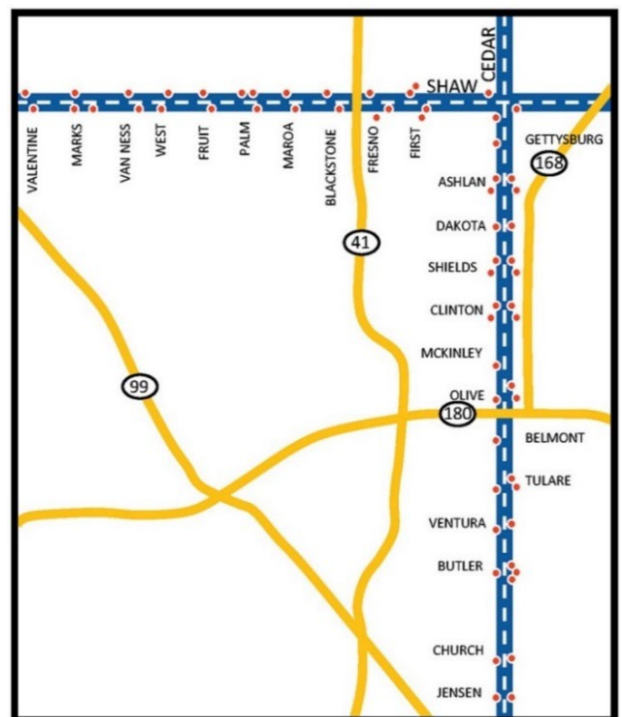 CEDAR
SHAW
VALENTINE
MARKS
VAN NESS
WEST
FRUIT
PALM
MAROA
BLACKSTONE
FRESNO
FIRST
GETTYSBURG
168
ASHLAN
DAKOTA
41
SHIELDS
CLINTON
MCKINLEY
99
OLIVE
180
BELMONT
TULARE
VENTURA
BUTLER
CHURCH
JENSEN